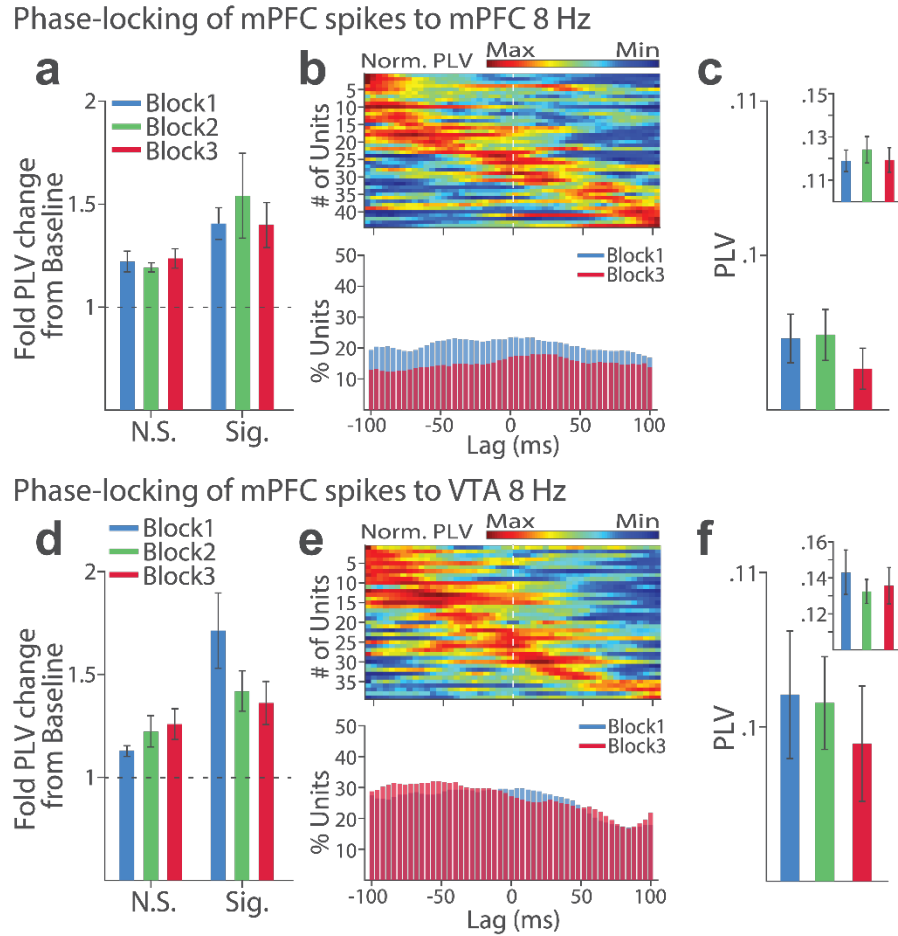 Phase-locking of mPFC spikes to mPFC 8 Hz
a
Block1
Block2
Block3
2
1.5
1
Fold PLV change
from Baseline
N.S.
Sig.
b
Norm. PLV
Max
Min
# of Units
5
10
15
20
25
30
35
40
% Units
50
40
30
20
10
Block1
Block3
-100
-50
0
50
100
Lag (ms)
c
PLV
.11
.1
.15
.13
.11
Phase-locking of mPFC spikes to VTA 8 Hz
d
Block1
Block2
Block3
2
1.5
1
Fold PLV change
from Baseline
N.S.
Sig.
e
Norm. PLV
Max
Min
# of Units
5
10
15
20
25
30
35
% Units
50
40
30
20
10
Block1
Block3
-100
-50
0
50
100
Lag (ms)
f
PLV
.11
.1
.16
.14
.12